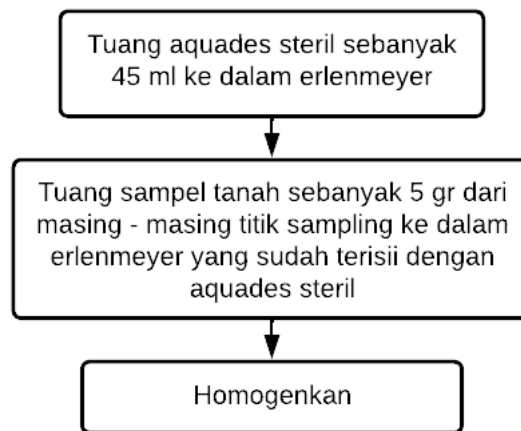 Tuang aquades steril sebanyak
45 ml ke dalam erlenmeyer
Tuang sampel tanah sebanyak 5 gr dari
masing - masing titik sampling ke dalam
erlenmeyer yang sudah terisii dengan
aquades steril
Homogenkan